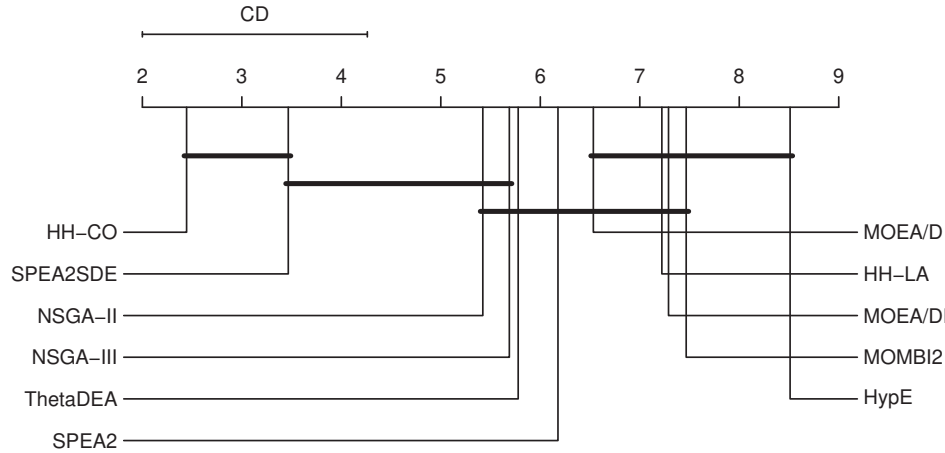 CD
2 3 4 5 6 7 8 9
HH−CO
SPEA2SDE
NSGA−II
NSGA−III
ThetaDEA
SPEA2
MOEA/D
HH−LA
MOMBI2
HypE